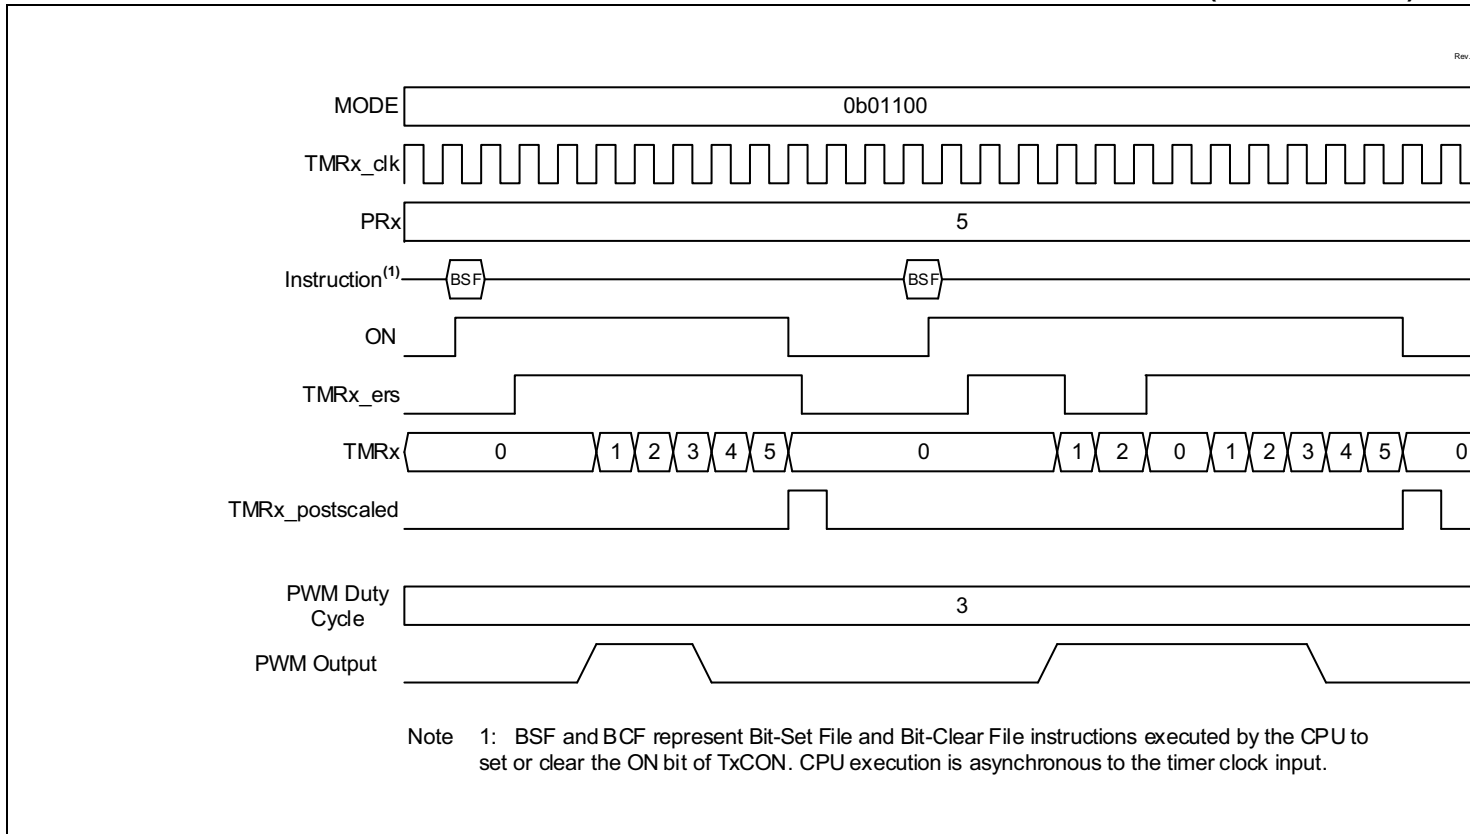 Rev.
MODE 0b01100
TMRx_clk
PRx 5
Instruction(1) BSF BSF
ON
TMRx_ers
TMRx 0 1 2 3 4 5 0 1 2 0 1 2 3 4 5 0
TMRx_postscaled
PWM Duty
Cycle 3
PWM Output
Note 1: BSF and BCF represent Bit-Set File and Bit-Clear File instructions executed by the CPU to
set or clear the ON bit of TxCON. CPU execution is asynchronous to the timer clock input.